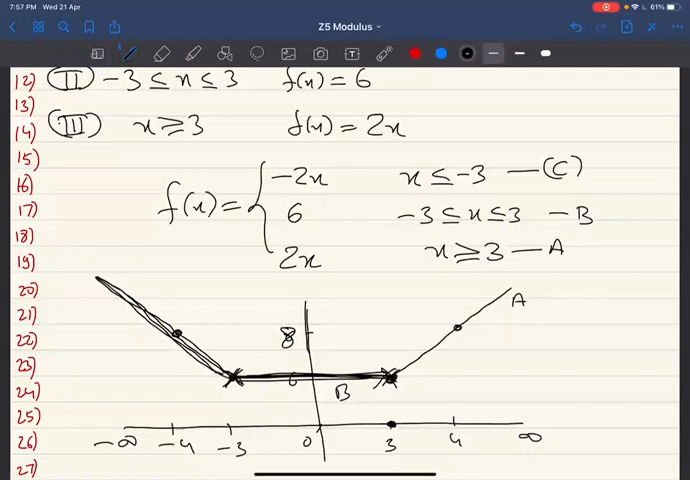 7:57 PM Wed 21 Apr
61%
Z5 Modulus
12) (II) -3 ≤ x ≤ 3 f(x) = 6
13)
14) (III) x ≥ 3 f(x) = 2x
15)
16) -2x x ≤ -3 — (C)
17) f(x) = { 6 -3 ≤ x ≤ 3 - B
18)
19) 2x x ≥ 3 — A
20) A
21)
22) 8
23)
24) 6 B
25)
26) -∞ -4 -3 0 3 4 ∞
27)